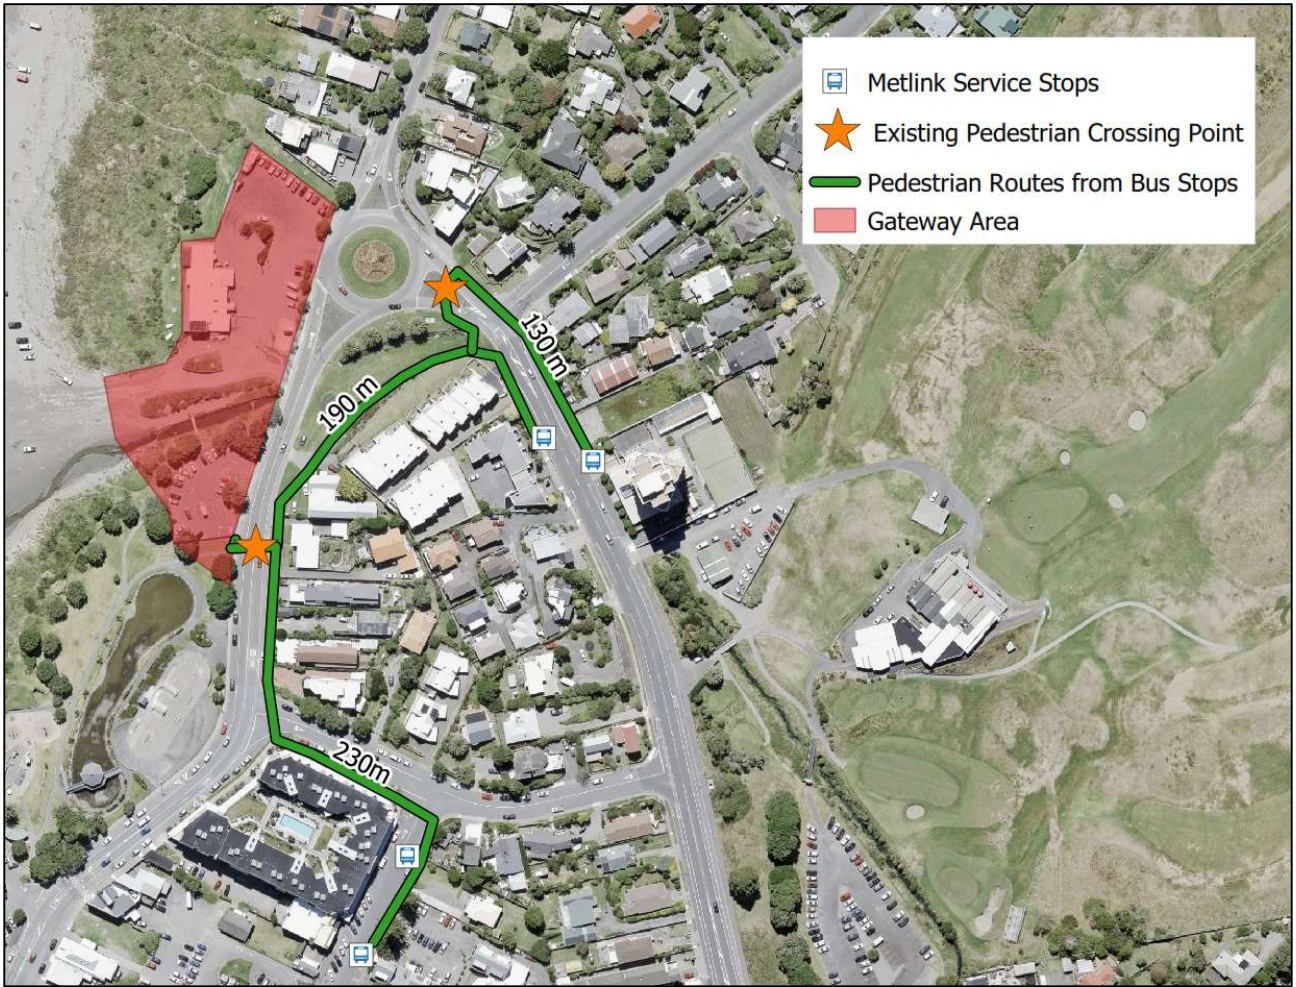 Metlink Service Stops
Existing Pedestrian Crossing Point
Pedestrian Routes from Bus Stops
Gateway Area
130 m
190 m
230m